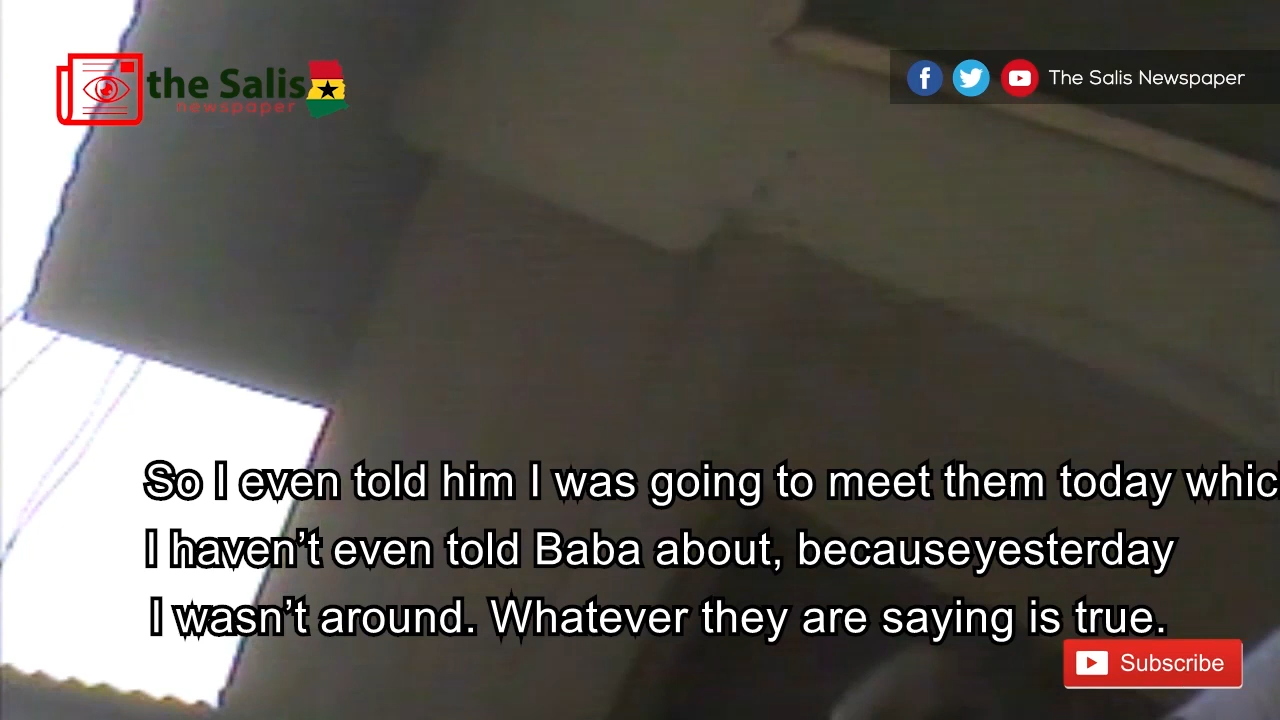 the Salis
newspaper
The Salis Newspaper
So I even told him I was going to meet them today whic
I haven't even told Baba about, becauseyesterday
I wasn't around. Whatever they are saying is true.
Subscribe